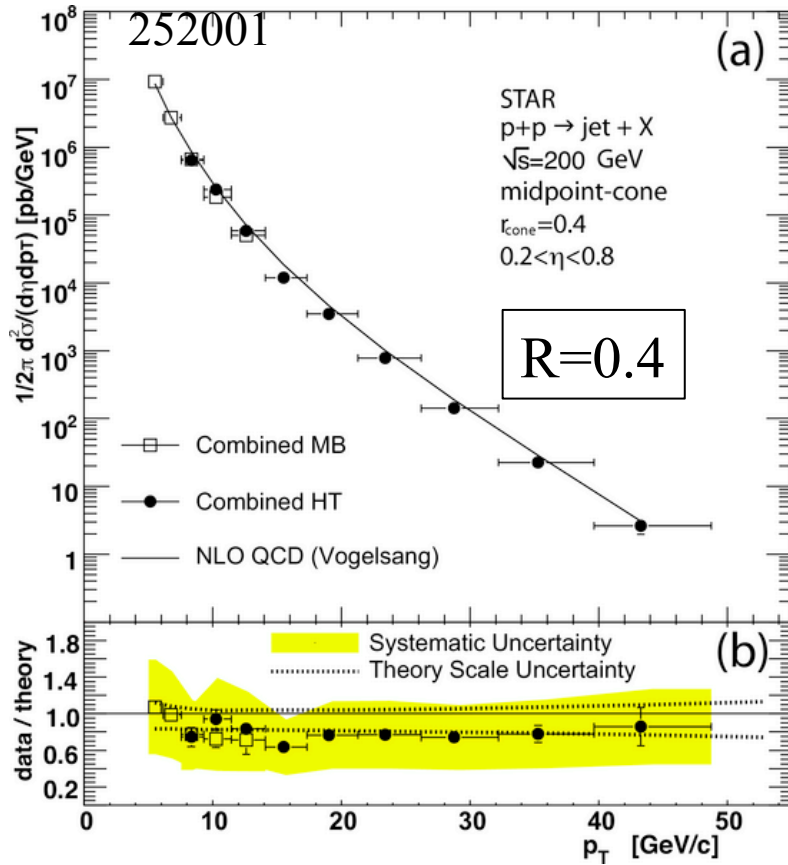 252001
(a)
10⁸
10⁷
10⁶
10⁵
10⁴
10³
10²
10
1
1/2π d²σ/(dηdpT) [pb/GeV]
STAR
p+p → jet + X
√s=200 GeV
midpoint-cone
r_cone=0.4
0.2<η<0.8
R=0.4
Combined MB
Combined HT
NLO QCD (Vogelsang)
(b)
Systematic Uncertainty
Theory Scale Uncertainty
data / theory
1.8
1.4
1.0
0.6
0.2
0 10 20 30 40 50
p_T [GeV/c]